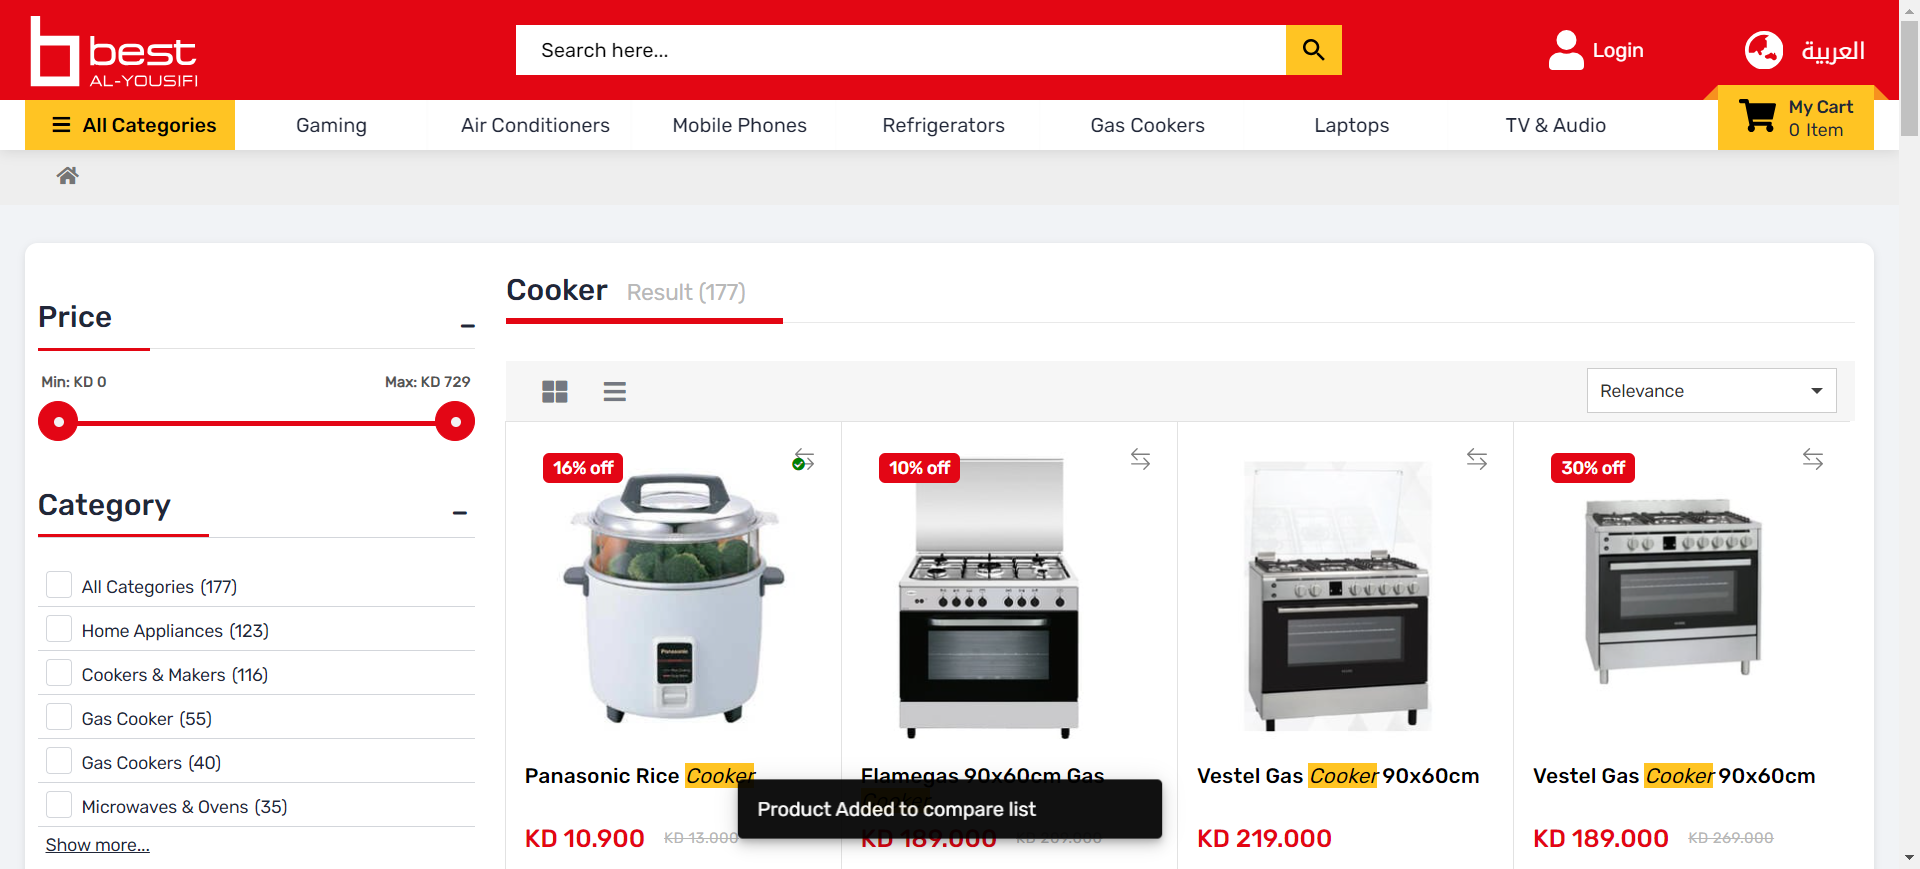 best
AL-YOUSIFI
Search here...
Login
العربية
All Categories
Gaming
Air Conditioners
Mobile Phones
Refrigerators
Gas Cookers
Laptops
TV & Audio
My Cart
0 Item
Price
Min: KD 0
Max: KD 729
Category
All Categories (177)
Home Appliances (123)
Cookers & Makers (116)
Gas Cooker (55)
Gas Cookers (40)
Microwaves & Ovens (35)
Show more...
Cooker Result (177)
Relevance
16% off
Panasonic
Panasonic Rice Cooker
KD 10.900 KD 13.000
10% off
Flamegas 90x60cm Gas
Cooker
KD 189.000 KD 209.000
Vestel Gas Cooker 90x60cm
KD 219.000
30% off
Vestel Gas Cooker 90x60cm
KD 189.000 KD 269.000
Product Added to compare list